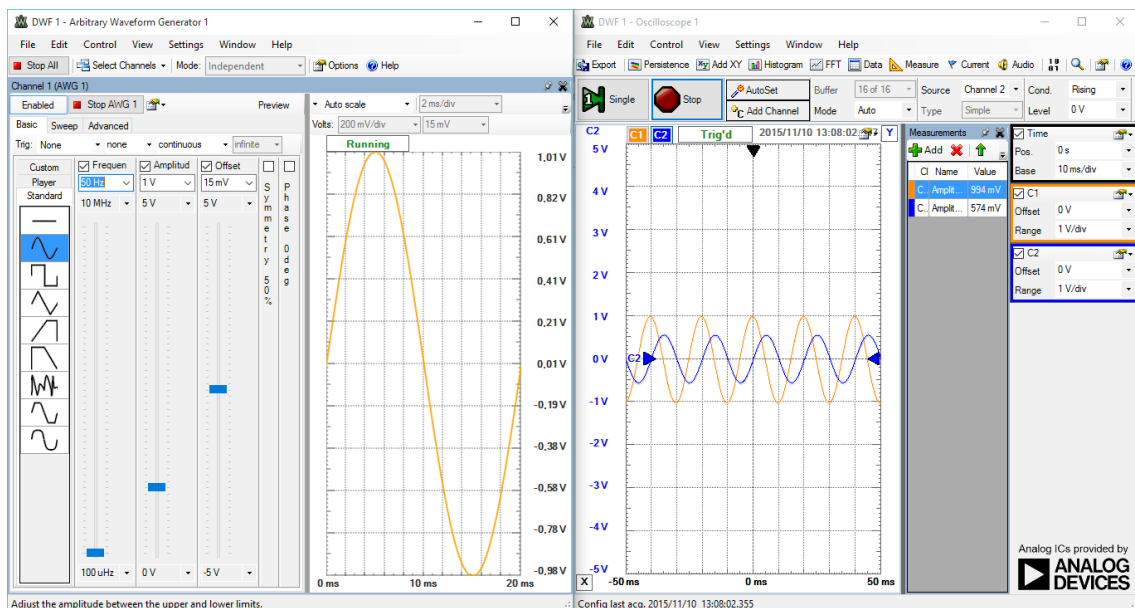 DWF 1 - Arbitrary Waveform Generator 1
File Edit Control View Settings Window Help
Stop All Select Channels Mode: Independent Options Help
Channel 1 (AWG 1)
Enabled Stop AWG 1 Preview
Basic Sweep Advanced
Trig: None none continuous infinite
Custom
Player
Standard
Frequen Amplitud Offset
50 Hz 1 V 15 mV
10 MHz 5 V 5 V
Symmetry 50%
Phase 0 deg
100 uHz 0 V -5 V
Auto scale 2 ms/div
Volts: 200 mV/div 15 mV
Running
1,01 V
0,82 V
0,61 V
0,41 V
0,21 V
0,01 V
-0,19 V
-0,38 V
-0,58 V
-0,78 V
-0,98 V
0 ms 10 ms 20 ms
Adjust the amplitude between the upper and lower limits.
DWF 1 - Oscilloscope 1
File Edit Control View Settings Window Help
Export Persistence Add XY Histogram FFT Data Measure Current Audio
Single Stop AutoSet Buffer 16 of 16 Source Channel 2 Cond. Rising
Add Channel Mode Auto Type Simple Level 0 V
C2 C1 C2 Trig'd 2015/11/10 13:08:02 Y
5 V
4 V
3 V
2 V
1 V
0 V C2
-1 V
-2 V
-3 V
-4 V
-5 V
X -50 ms 0 ms 50 ms
Measurements
Add
Cl Name Value
C.. Amplit... 994 mV
C.. Amplit... 574 mV
Time
Pos. 0 s
Base 10 ms/div
C1
Offset 0 V
Range 1 V/div
C2
Offset 0 V
Range 1 V/div
Analog ICs provided by
ANALOG
DEVICES
Config last acq. 2015/11/10 13:08:02.355